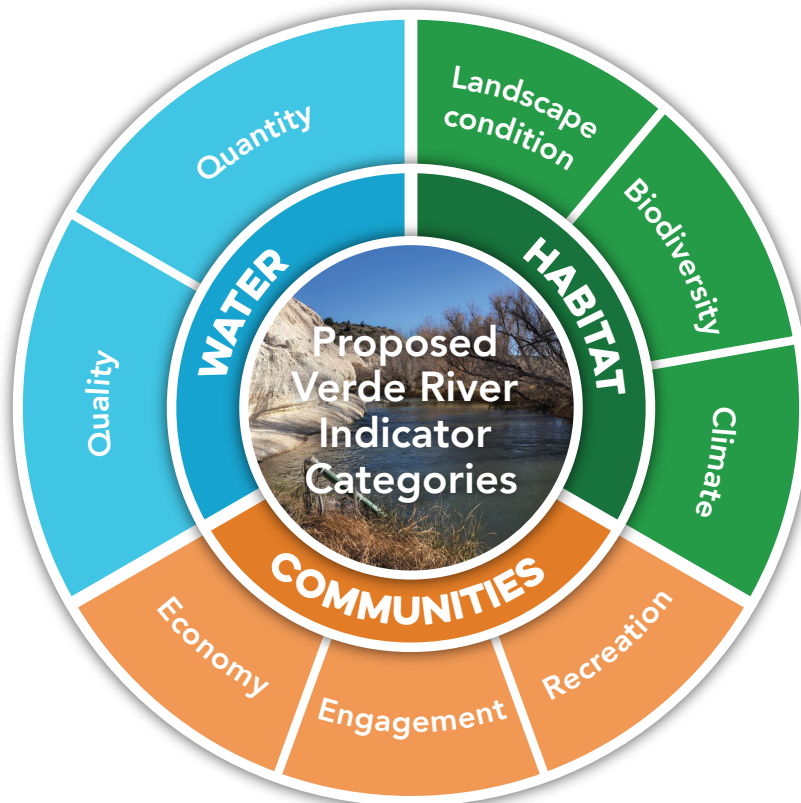 Proposed
Verde River
Indicator
Categories
WATER
Quantity
Quality
HABITAT
Landscape
condition
Biodiversity
Climate
COMMUNITIES
Economy
Engagement
Recreation